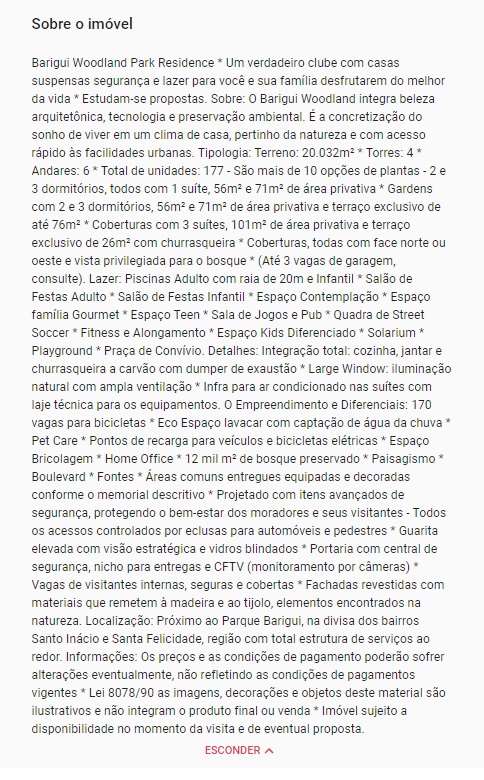 Sobre o imóvel
Barigui Woodland Park Residence * Um verdadeiro clube com casas
suspensas segurança e lazer para você e sua família desfrutarem do melhor
da vida * Estudam-se propostas. Sobre: O Barigui Woodland integra beleza
arquitetônica, tecnologia e preservação ambiental. É a concretização do
sonho de viver em um clima de casa, pertinho da natureza e com acesso
rápido às facilidades urbanas. Tipologia: Terreno: 20.032m² * Torres: 4 *
Andares: 6 * Total de unidades: 177 - São mais de 10 opções de plantas - 2 e
3 dormitórios, todos com 1 suíte, 56m² e 71m² de área privativa * Gardens
com 2 e 3 dormitórios, 56m² e 71m² de área privativa e terraço exclusivo de
até 76m² * Coberturas com 3 suítes, 101m² de área privativa e terraço
exclusivo de 26m² com churrasqueira * Coberturas, todas com face norte ou
oeste e vista privilegiada para o bosque * (Até 3 vagas de garagem,
consulte). Lazer: Piscinas Adulto com raia de 20m e Infantil * Salão de
Festas Adulto * Salão de Festas Infantil * Espaço Contemplação * Espaço
família Gourmet * Espaço Teen * Sala de Jogos e Pub * Quadra de Street
Soccer * Fitness e Alongamento * Espaço Kids Diferenciado * Solarium *
Playground * Praça de Convívio. Detalhes: Integração total: cozinha, jantar e
churrasqueira a carvão com dumper de exaustão * Large Window: iluminação
natural com ampla ventilação * Infra para ar condicionado nas suítes com
laje técnica para os equipamentos. O Empreendimento e Diferenciais: 170
vagas para bicicletas * Eco Espaço lavacar com captação de água da chuva *
Pet Care * Pontos de recarga para veículos e bicicletas elétricas * Espaço
Bricolagem * Home Office * 12 mil m² de bosque preservado * Paisagismo *
Boulevard * Fontes * Áreas comuns entregues equipadas e decoradas
conforme o memorial descritivo * Projetado com itens avançados de
segurança, protegendo o bem-estar dos moradores e seus visitantes - Todos
os acessos controlados por eclusas para automóveis e pedestres * Guarita
elevada com visão estratégica e vidros blindados * Portaria com central de
segurança, nicho para entregas e CFTV (monitoramento por câmeras) *
Vagas de visitantes internas, seguras e cobertas * Fachadas revestidas com
materiais que remetem à madeira e ao tijolo, elementos encontrados na
natureza. Localização: Próximo ao Parque Barigui, na divisa dos bairros
Santo Inácio e Santa Felicidade, região com total estrutura de serviços ao
redor. Informações: Os preços e as condições de pagamento poderão sofrer
alterações eventualmente, não refletindo as condições de pagamentos
vigentes * Lei 8078/90 as imagens, decorações e objetos deste material são
ilustrativos e não integram o produto final ou venda * Imóvel sujeito a
disponibilidade no momento da visita e de eventual proposta.
ESCONDER